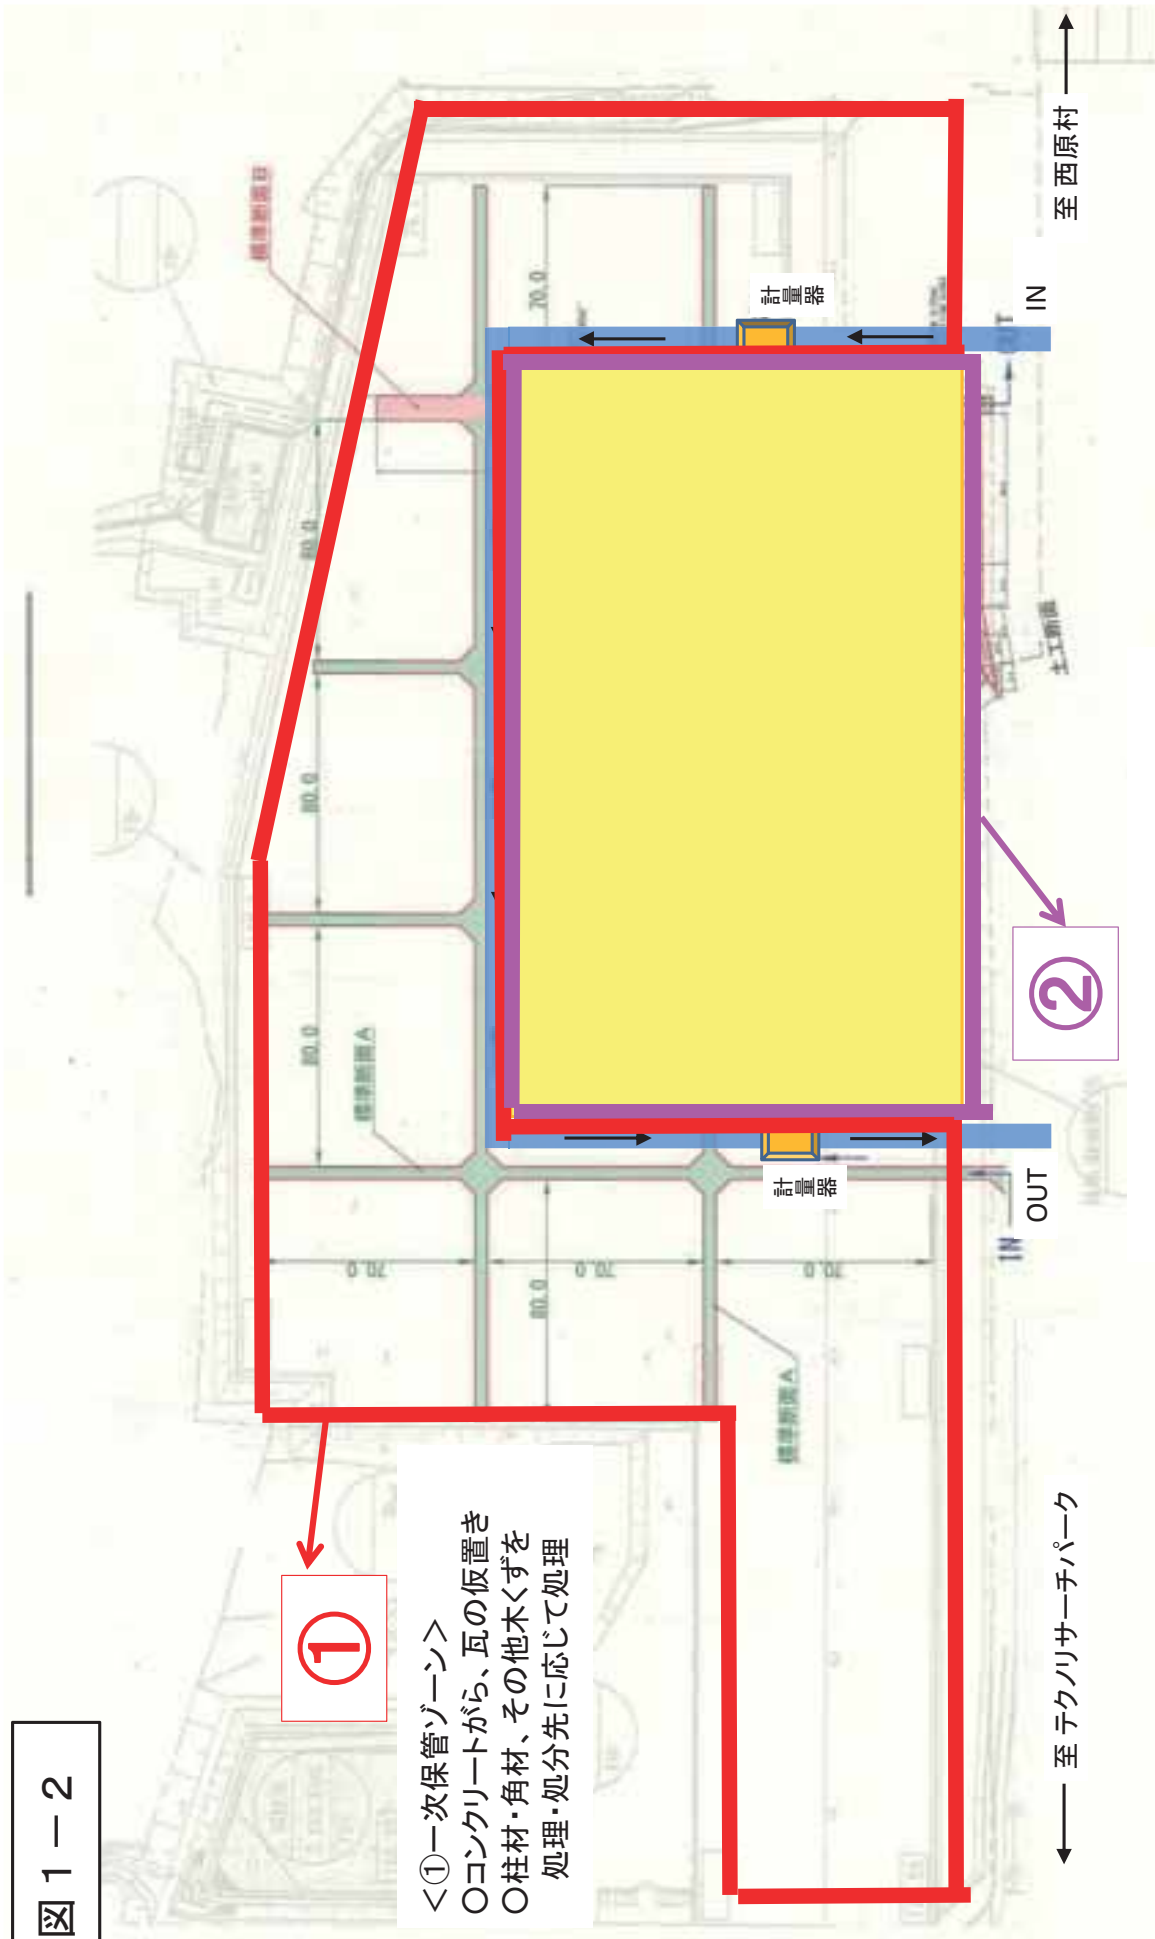 図１－２
①
＜①一次保管ゾーン＞
○コンクリートがら、瓦の仮置き
○柱材・角材、その他木くずを
処理・処分先に応じて処理
標準断面A
標準断面B
80.0
80.0
80.0
70.0
70.0
70.0
80.0
70.0
標準断面A
計量器
計量器
IN
OUT
OUT
IN
土工断面
②
← 至 テクノリサーチパーク
至 西原村 →